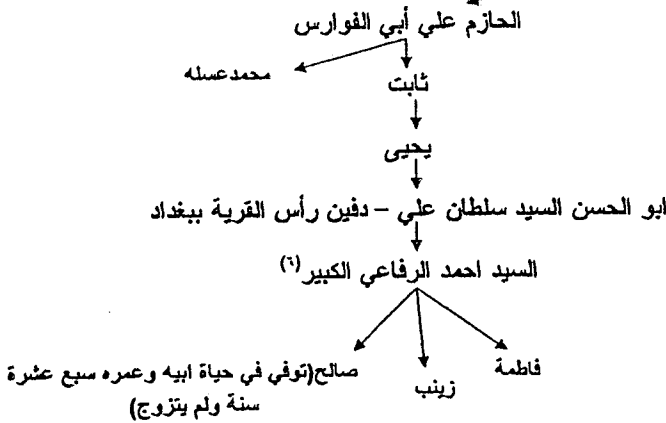 الحازم علي أبي الفوارس
محمدعسله
ثابت
يحيى
ابو الحسن السيد سلطان علي – دفين رأس القرية ببغداد
السيد احمد الرفاعي الكبير(٦)
فاطمة
زينب
صالح(توفي في حياة ابيه وعمره سبع عشرة
سنة ولم يتزوج)